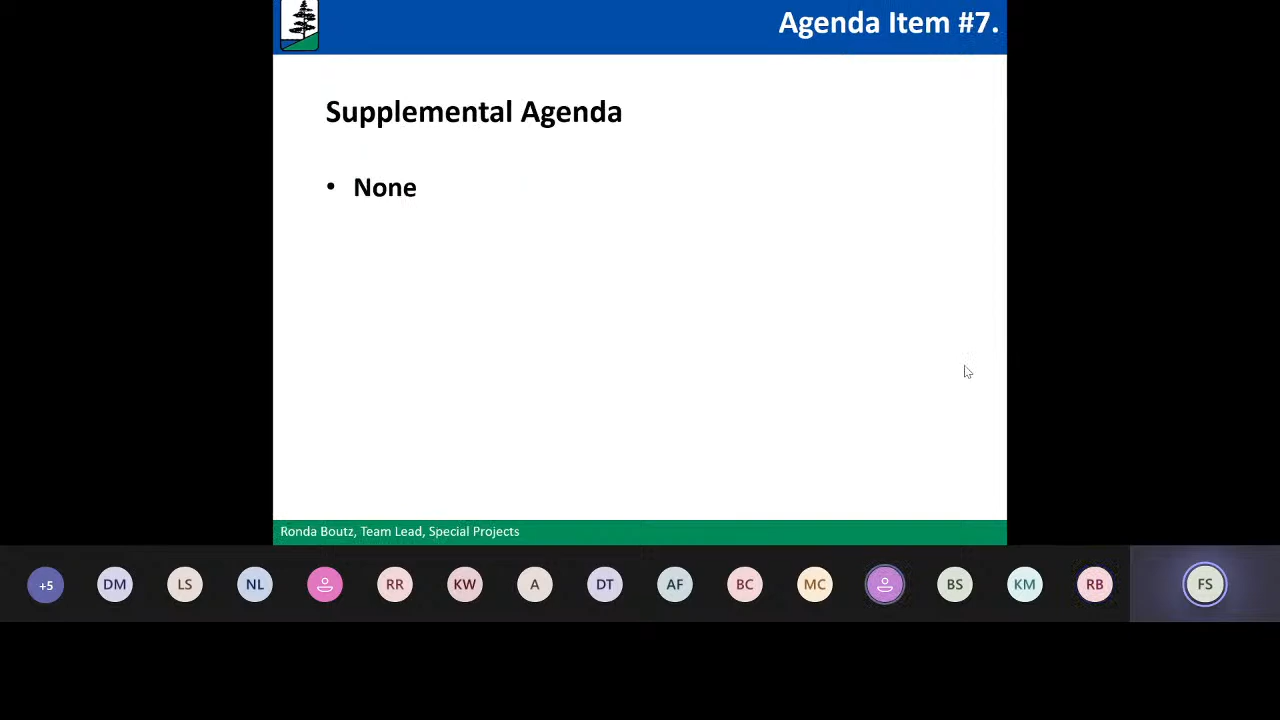 Agenda Item #7.
Supplemental Agenda
• None
Ronda Boutz, Team Lead, Special Projects
+5 DM LS NL RR KW A DT AF BC MC BS KM RB FS